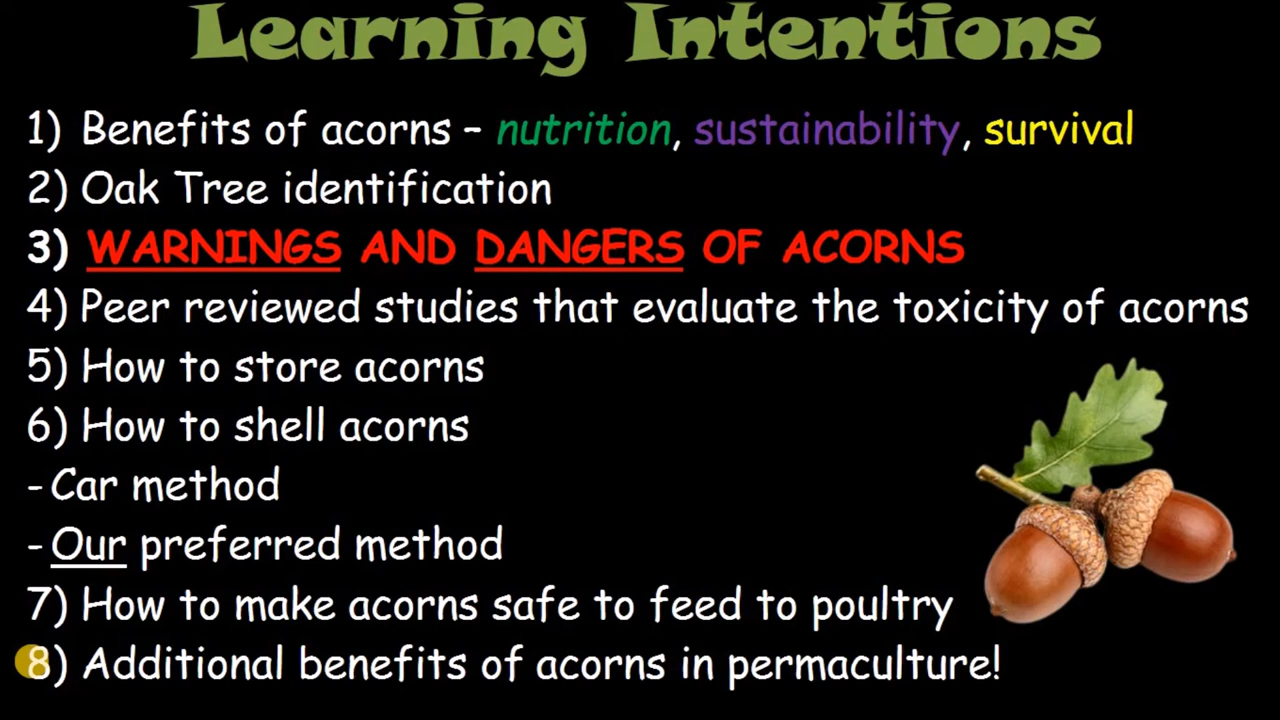 Learning Intentions
1) Benefits of acorns – nutrition, sustainability, survival
2) Oak Tree identification
3) WARNINGS AND DANGERS OF ACORNS
4) Peer reviewed studies that evaluate the toxicity of acorns
5) How to store acorns
6) How to shell acorns
- Car method
- Our preferred method
7) How to make acorns safe to feed to poultry
8) Additional benefits of acorns in permaculture!